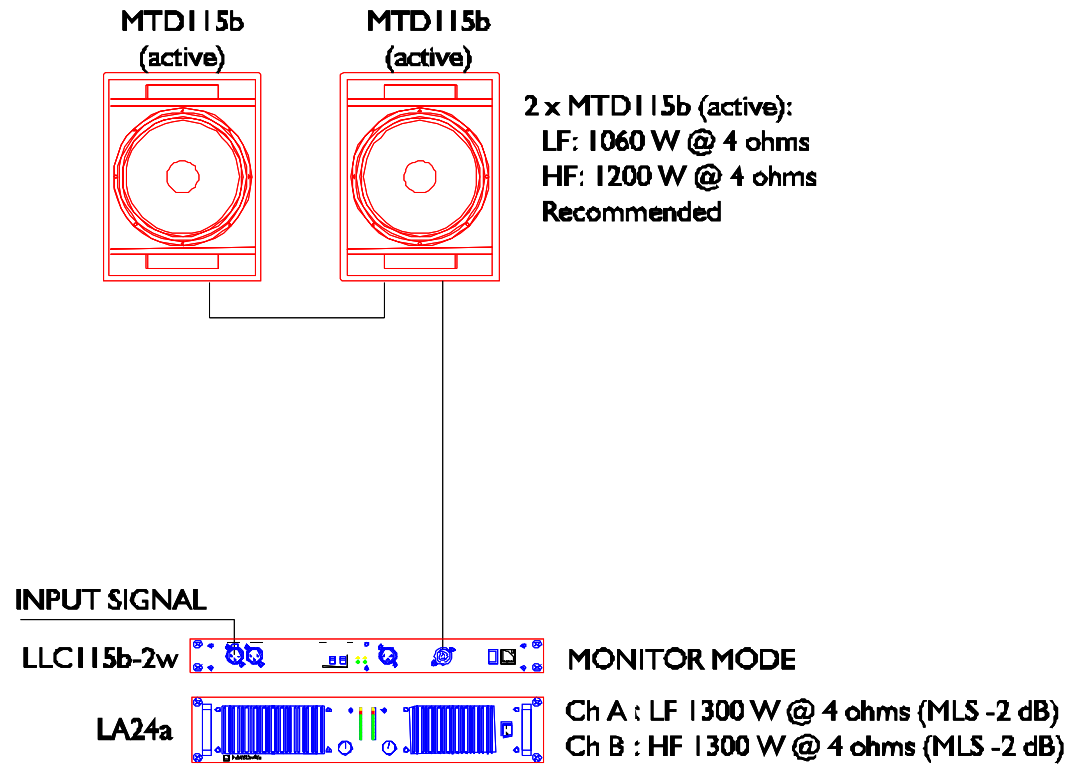 MTD115b
(active)
MTD115b
(active)
2 x MTD115b (active):
LF: 1060 W @ 4 ohms
HF: 1200 W @ 4 ohms
Recommended
INPUT SIGNAL
LLC115b-2w
MONITOR MODE
LA24a
Ch A : LF 1300 W @ 4 ohms (MLS -2 dB)
Ch B : HF 1300 W @ 4 ohms (MLS -2 dB)